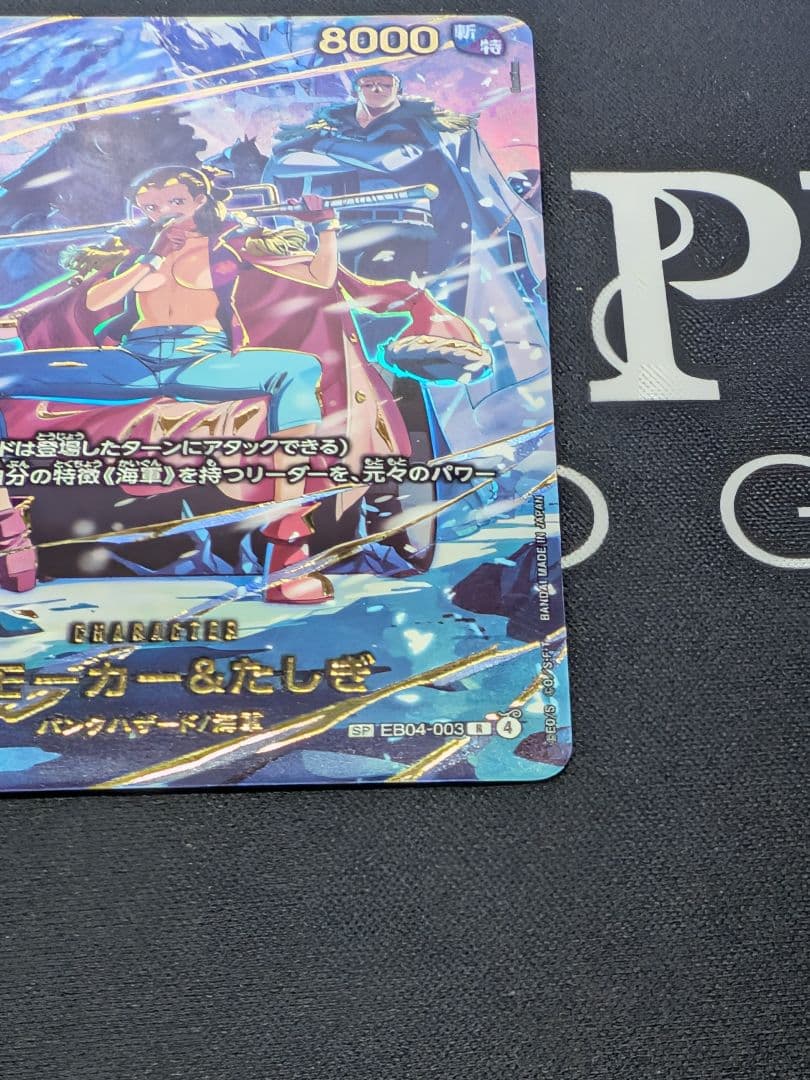 8000 斬 特
ドは登場したターンにアタックできる)
分の特徴《海軍》を持つリーダーを、元々のパワー
CHARACTER
モーカー&たしぎ
パンクハザード/海軍
SP EB04-003 R 4
BANDAI MADE IN JAPAN
P
O G